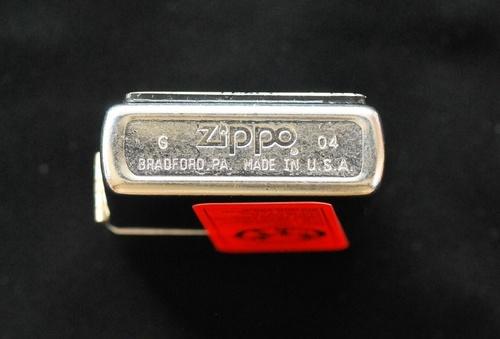 G zippo 04
BRADFORD, PA. MADE IN U.S.A.